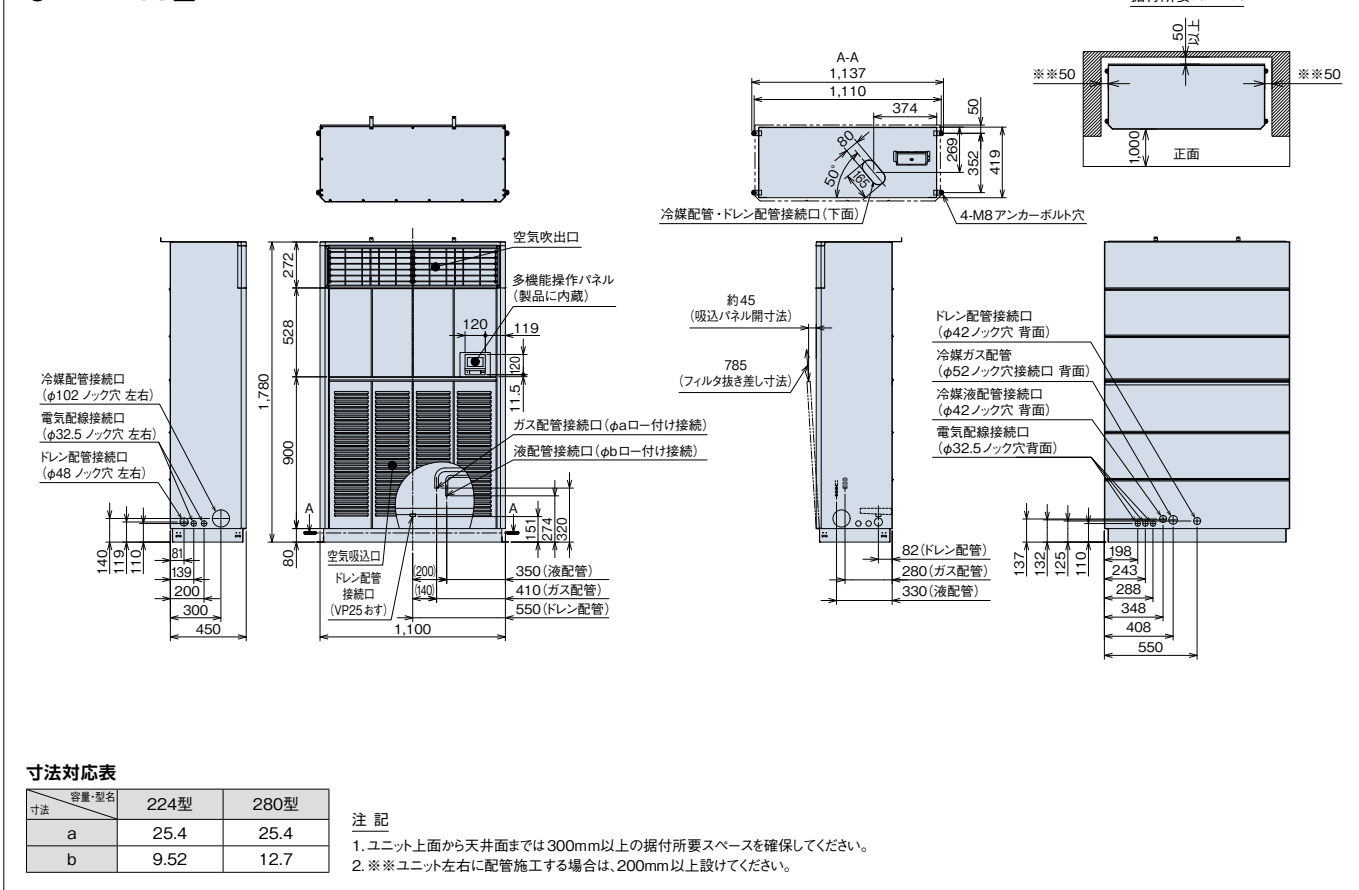 50
以上
※※50
※※50
1,000
正面
A-A
1,137
1,110
374
50
80
50°
165
269
352
419
冷媒配管・ドレン配管接続口(下面)
4-M8アンカーボルト穴
空気吹出口
多機能操作パネル
(製品に内蔵)
272
528
900
1,780
80
120
119
120
11.5
冷媒配管接続口
(φ102 ノック穴 左右)
電気配線接続口
(φ32.5 ノック穴 左右)
ドレン配管接続口
(φ48 ノック穴 左右)
140
119
110
81
139
200
300
450
ガス配管接続口(φaロー付け接続)
液配管接続口(φbロー付け接続)
A
A
151
274
320
空気吸込口
ドレン配管
接続口
(VP25おす)
(200)
(140)
350(液配管)
410(ガス配管)
550(ドレン配管)
1,100
約45
(吸込パネル開寸法)
785
(フィルタ抜き差し寸法)
82(ドレン配管)
280(ガス配管)
330(液配管)
ドレン配管接続口
(φ42ノック穴 背面)
冷媒ガス配管
(φ52ノック穴接続口 背面)
冷媒液配管接続口
(φ42ノック穴 背面)
電気配線接続口
(φ32.5ノック穴背面)
137
132
125
110
198
243
288
348
408
550
寸法対応表
容量・型名
寸法
224型 280型
a 25.4 25.4
b 9.52 12.7
注 記
1.ユニット上面から天井面までは300mm以上の据付所要スペースを確保してください。
2.※※ユニット左右に配管施工する場合は、200mm以上設けてください。